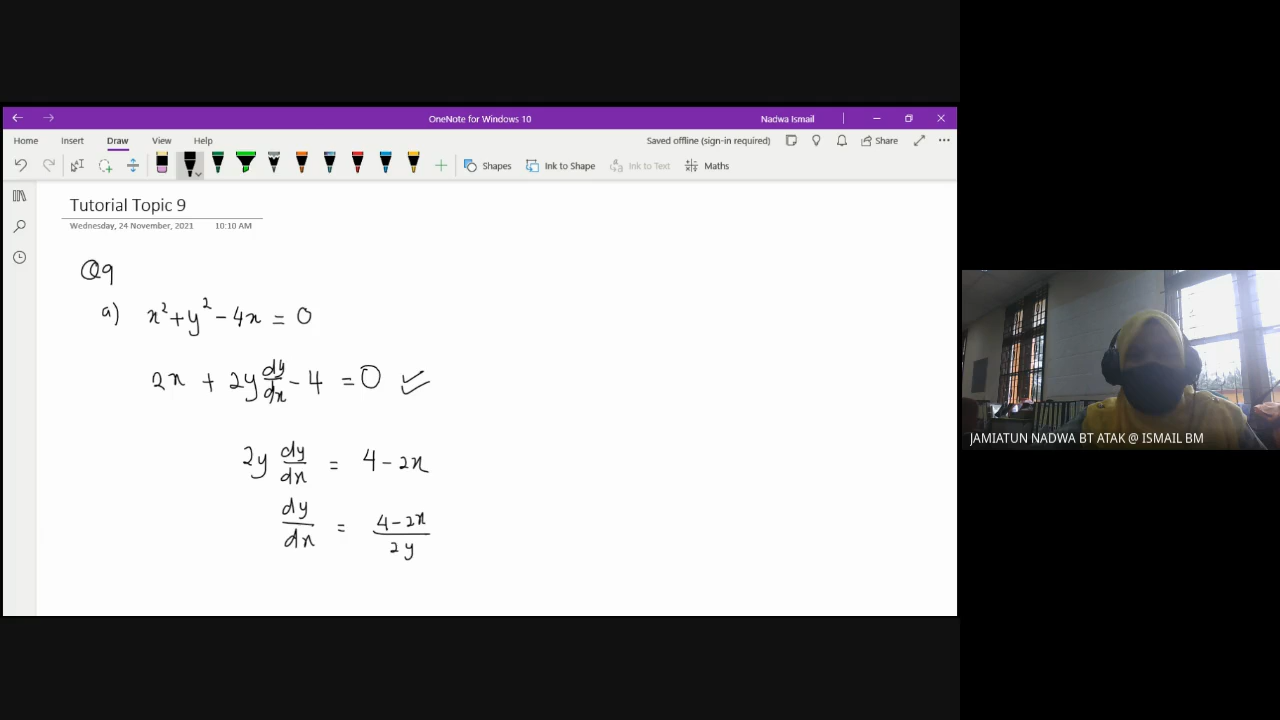 OneNote for Windows 10
Nadwa Ismail
Home Insert Draw View Help
Saved offline (sign-in required)
Share
Shapes Ink to Shape Ink to Text Maths
Tutorial Topic 9
Wednesday, 24 November, 2021 10:10 AM
Q9
a) x² + y² - 4x = 0
2x + 2y dy/dx - 4 = 0 ✓
2y dy/dx = 4 - 2x
dy/dx = 4 - 2x / 2y
JAMIATUN NADWA BT ATAK @ ISMAIL BM